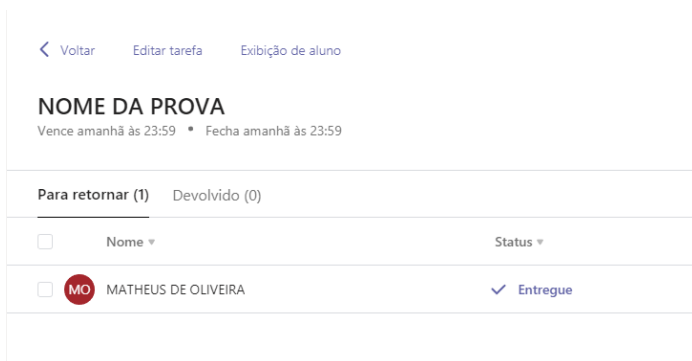 Voltar Editar tarefa Exibição de aluno
NOME DA PROVA
Vence amanhã às 23:59 • Fecha amanhã às 23:59
Para retornar (1) Devolvido (0)
Nome Status
MO MATHEUS DE OLIVEIRA Entregue